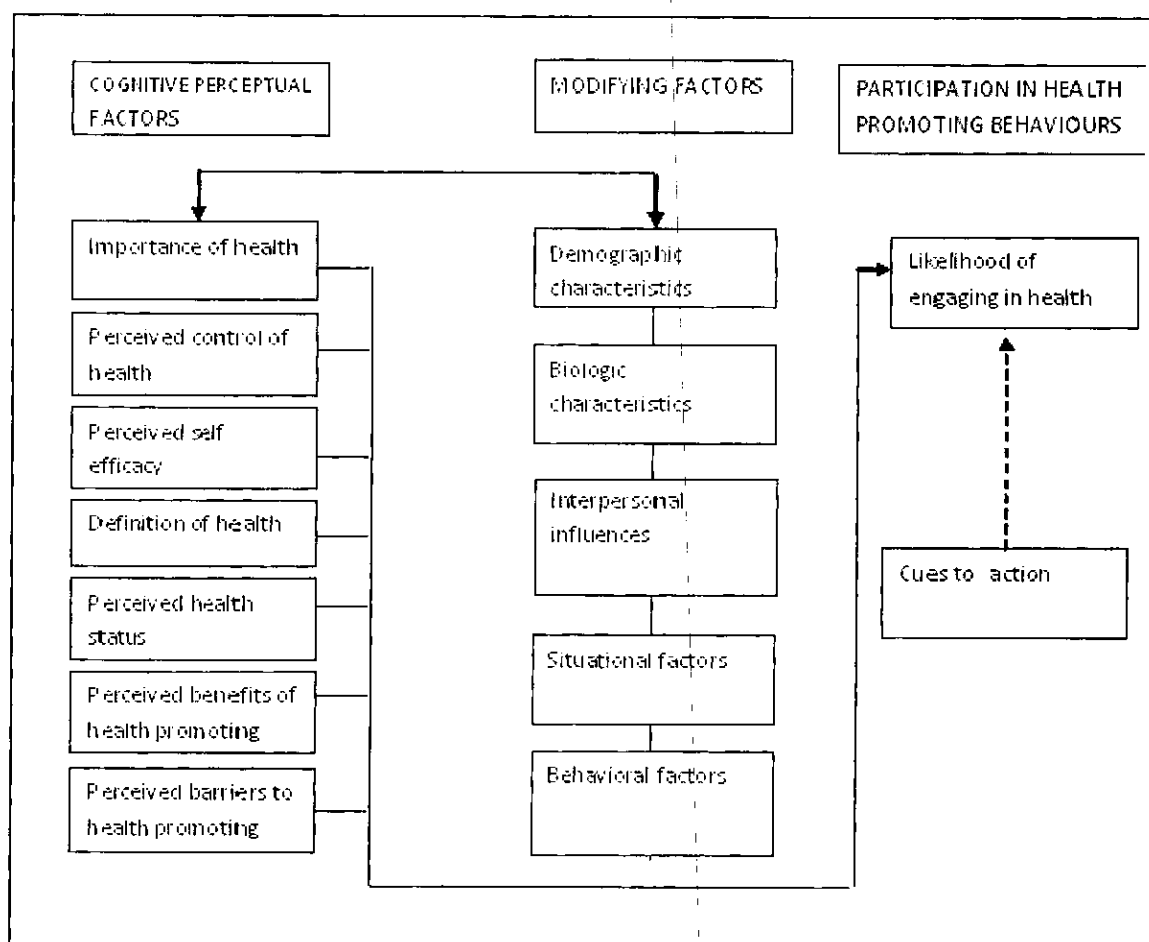 COGNITIVE PERCEPTUAL
FACTORS
MODIFYING FACTORS
PARTICIPATION IN HEALTH
PROMOTING BEHAVIOURS
Importance of health
Perceived control of
health
Perceived self
efficacy
Definition of health
Perceived health
status
Perceived benefits of
health promoting
Perceived barriers to
health promoting
Demographic
characteristics
Biologic
characteristics
Interpersonal
influences
Situational factors
Behavioral factors
Likelihood of
engaging in health
Cues to action